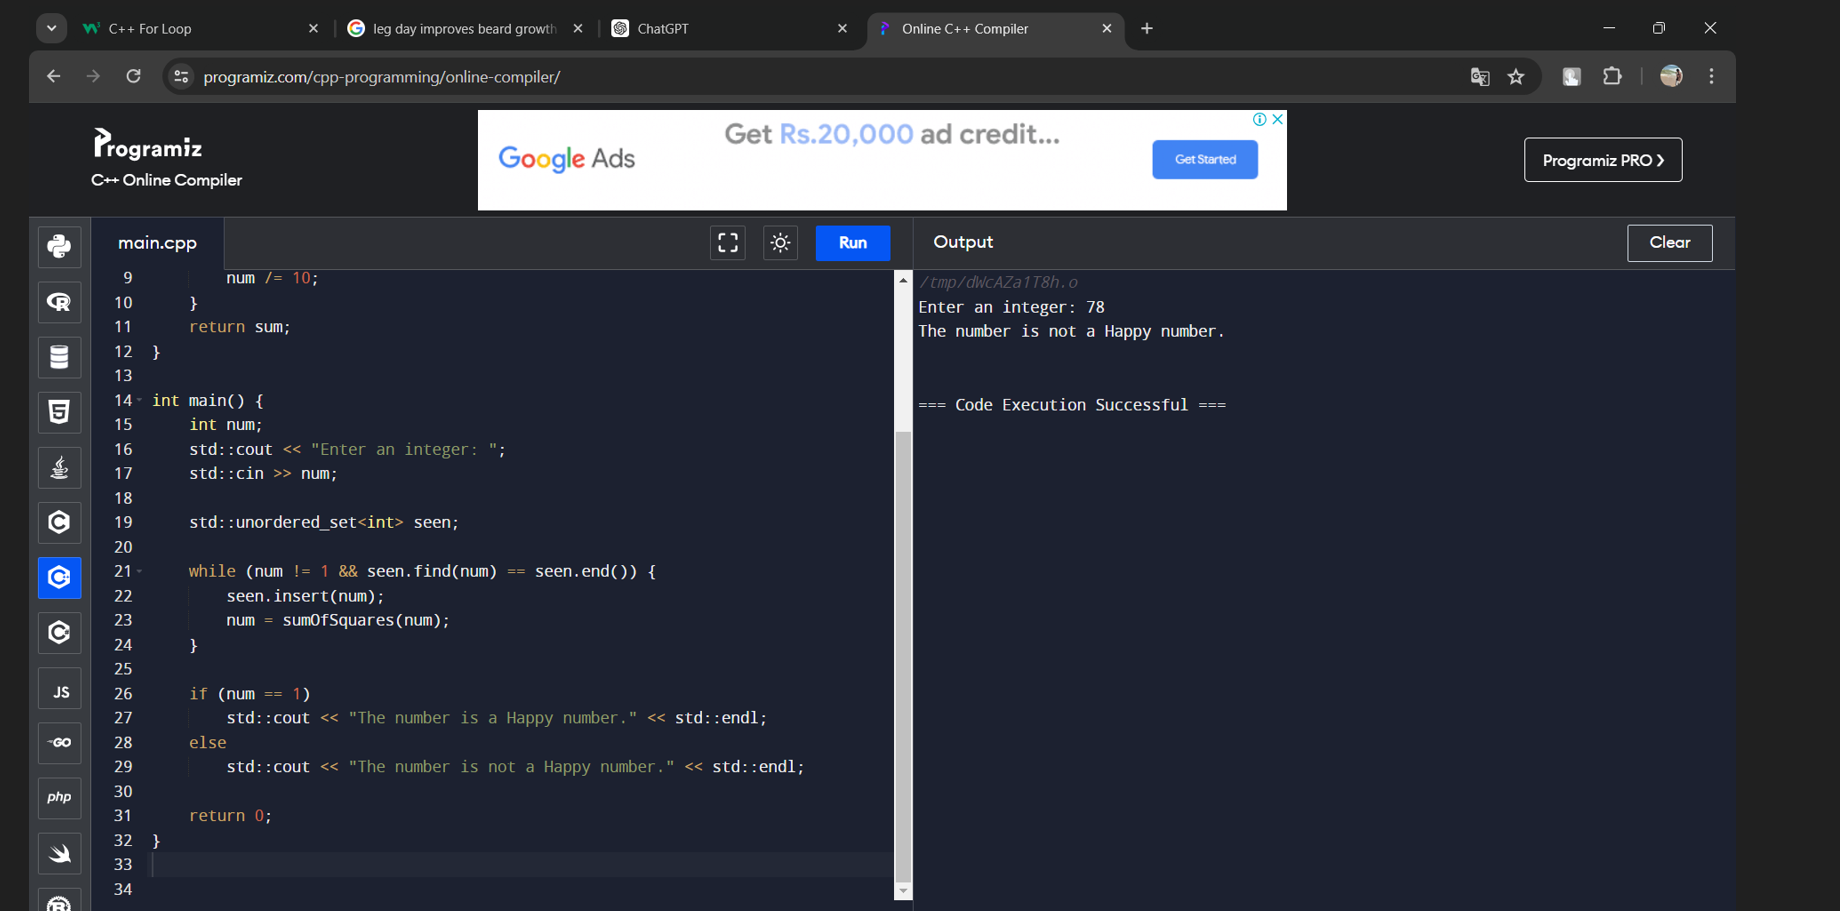 C++ For Loop
leg day improves beard growth
ChatGPT
Online C++ Compiler
programiz.com/cpp-programming/online-compiler/
Programiz
C++ Online Compiler
Google Ads
Get Rs.20,000 ad credit...
Get Started
Programiz PRO ›
main.cpp
Run
Output
Clear
9 num /= 10;
10 }
11 return sum;
12 }
13
14 int main() {
15 int num;
16 std::cout << "Enter an integer: ";
17 std::cin >> num;
18
19 std::unordered_set<int> seen;
20
21 while (num != 1 && seen.find(num) == seen.end()) {
22 seen.insert(num);
23 num = sumOfSquares(num);
24 }
25
26 if (num == 1)
27 std::cout << "The number is a Happy number." << std::endl;
28 else
29 std::cout << "The number is not a Happy number." << std::endl;
30
31 return 0;
32 }
33
34
/tmp/dWcAZa1T8h.o
Enter an integer: 78
The number is not a Happy number.
=== Code Execution Successful ===
R
5
C
C
C
JS
GO
php
R